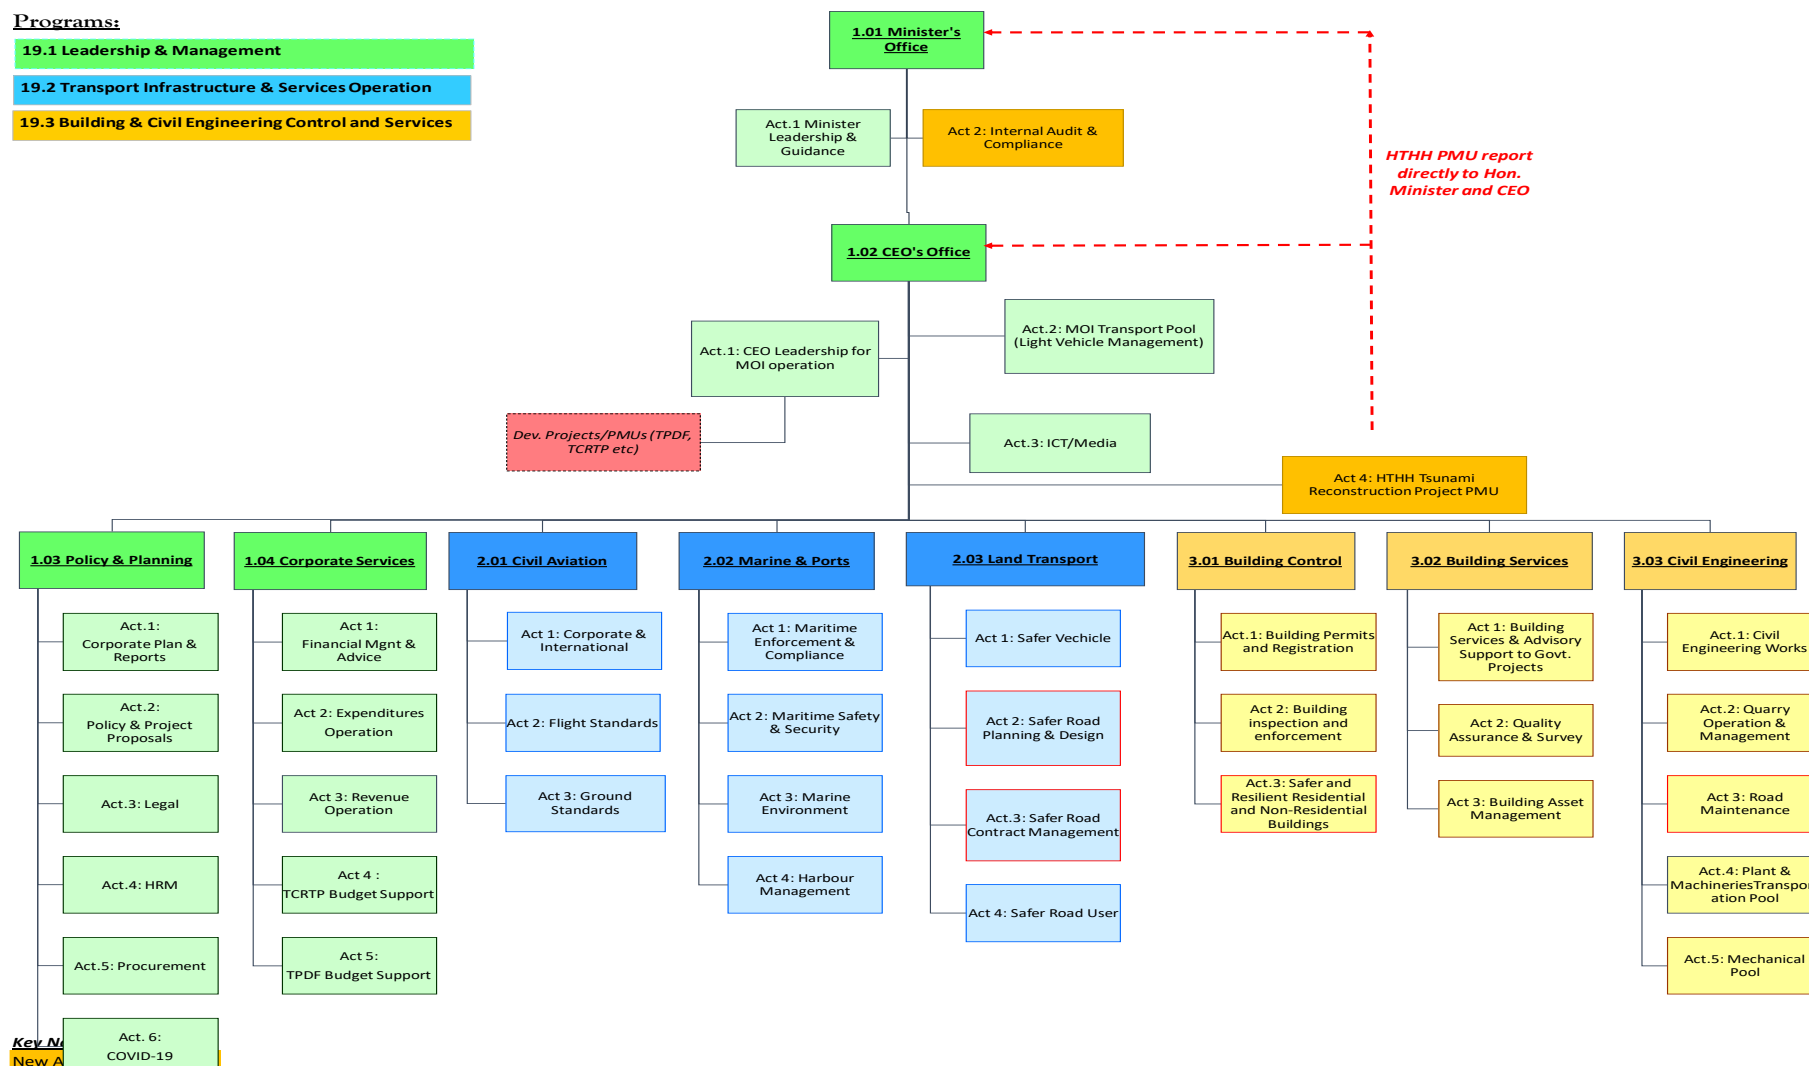 Programs:
19.1 Leadership & Management
19.2 Transport Infrastructure & Services Operation
19.3 Building & Civil Engineering Control and Services
1.01 Minister's
Office
Act.1 Minister
Leadership &
Guidance
Act 2: Internal Audit &
Compliance
HTHH PMU report
directly to Hon.
Minister and CEO
1.02 CEO's Office
Act.1: CEO Leadership for
MOI operation
Act.2: MOI Transport Pool
(Light Vehicle Management)
Dev. Projects/PMUs (TPDF,
TCRTP etc)
Act.3: ICT/Media
Act 4: HTHH Tsunami
Reconstruction Project PMU
1.03 Policy & Planning
Act.1:
Corporate Plan &
Reports
Act.2:
Policy & Project
Proposals
Act.3: Legal
Act.4: HRM
Act.5: Procurement
Act. 6:
COVID-19
1.04 Corporate Services
Act 1:
Financial Mgnt &
Advice
Act 2: Expenditures
Operation
Act 3: Revenue
Operation
Act 4 :
TCRTP Budget Support
Act 5:
TPDF Budget Support
2.01 Civil Aviation
Act 1: Corporate &
International
Act 2: Flight Standards
Act 3: Ground
Standards
2.02 Marine & Ports
Act 1: Maritime
Enforcement &
Compliance
Act 2: Maritime Safety
& Security
Act 3: Marine
Environment
Act 4: Harbour
Management
2.03 Land Transport
Act 1: Safer Vechicle
Act 2: Safer Road
Planning & Design
Act.3: Safer Road
Contract Management
Act 4: Safer Road User
3.01 Building Control
Act.1: Building Permits
and Registration
Act 2: Building
inspection and
enforcement
Act.3: Safer and
Resilient Residential
and Non-Residential
Buildings
3.02 Building Services
Act 1: Building
Services & Advisory
Support to Govt.
Projects
Act 2: Quality
Assurance & Survey
Act 3: Building Asset
Management
3.03 Civil Engineering
Act.1: Civil
Engineering Works
Act.2: Quarry
Operation &
Management
Act 3: Road
Maintenance
Act.4: Plant &
MachineriesTranspor
ation Pool
Act.5: Mechanical
Pool
Key
New